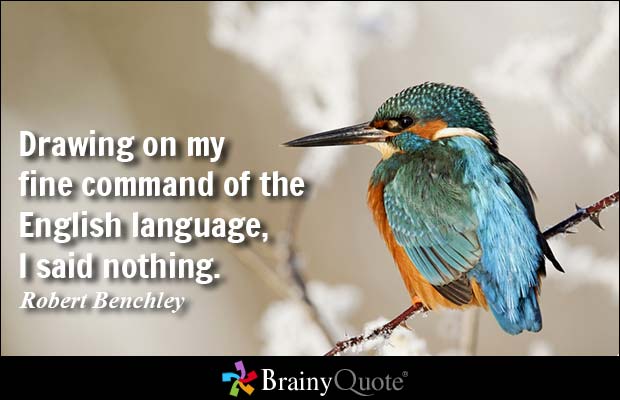 Drawing on my
fine command of the
English language,
I said nothing.
Robert Benchley
BrainyQuote®